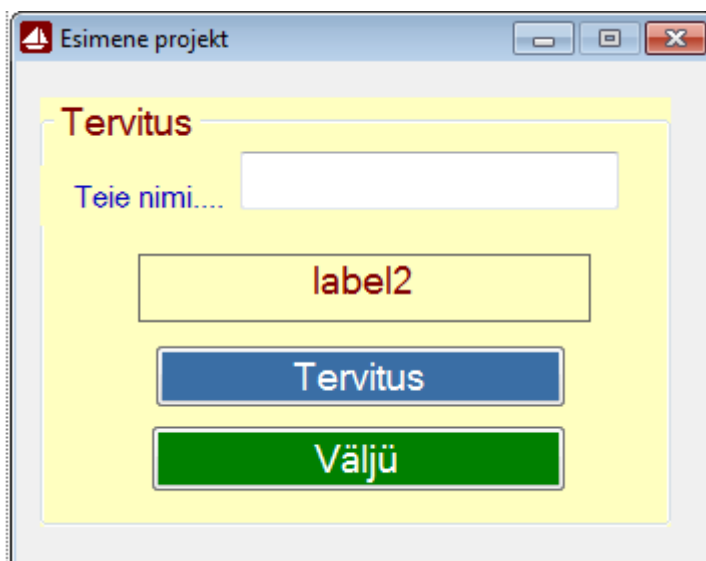 Esimene projekt
Tervitus
Teie nimi....
label2
Tervitus
Väljü